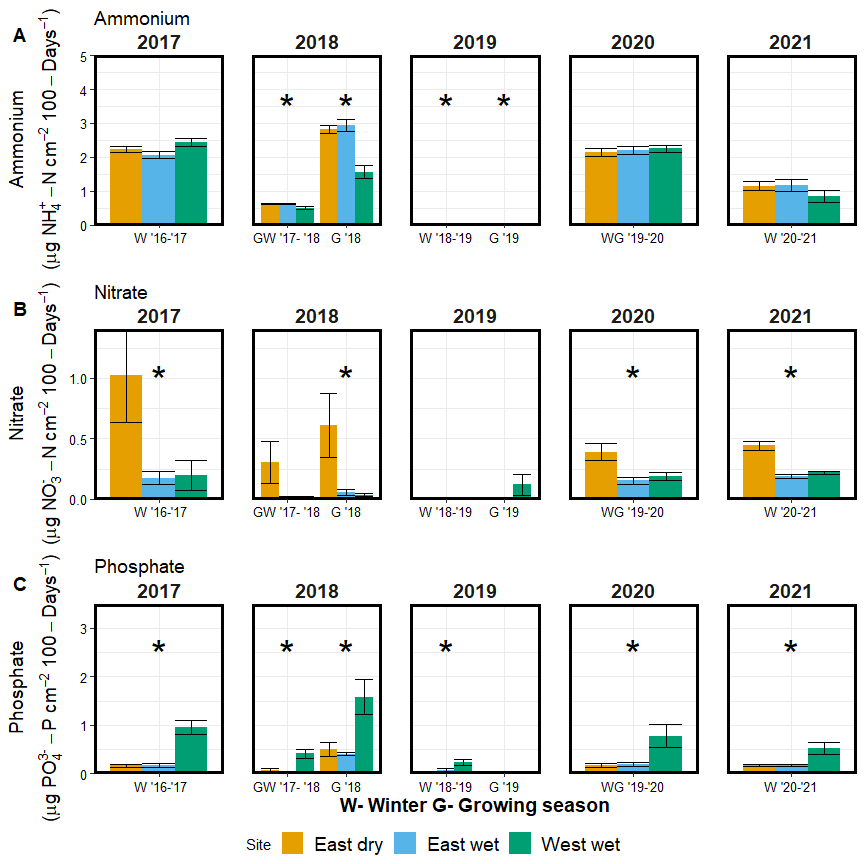 Ammonium
A
2017 2018 2019 2020 2021
Ammonium
(µg NH₄⁺ – N cm⁻² 100 – Days⁻¹)
5
4
3
2
1
0
* * * *
W '16-'17 GW '17- '18 G '18 W '18-'19 G '19 WG '19-'20 W '20-'21
Nitrate
B
2017 2018 2019 2020 2021
Nitrate
(µg NO₃⁻ – N cm⁻² 100 – Days⁻¹)
1.0
0.5
0.0
* * * *
W '16-'17 GW '17- '18 G '18 W '18-'19 G '19 WG '19-'20 W '20-'21
Phosphate
C
2017 2018 2019 2020 2021
Phosphate
(µg PO₄³⁻ – P cm⁻² 100 – Days⁻¹)
3
2
1
0
* * * * * *
W '16-'17 GW '17- '18 G '18 W '18-'19 G '19 WG '19-'20 W '20-'21
W- Winter G- Growing season
Site East dry East wet West wet